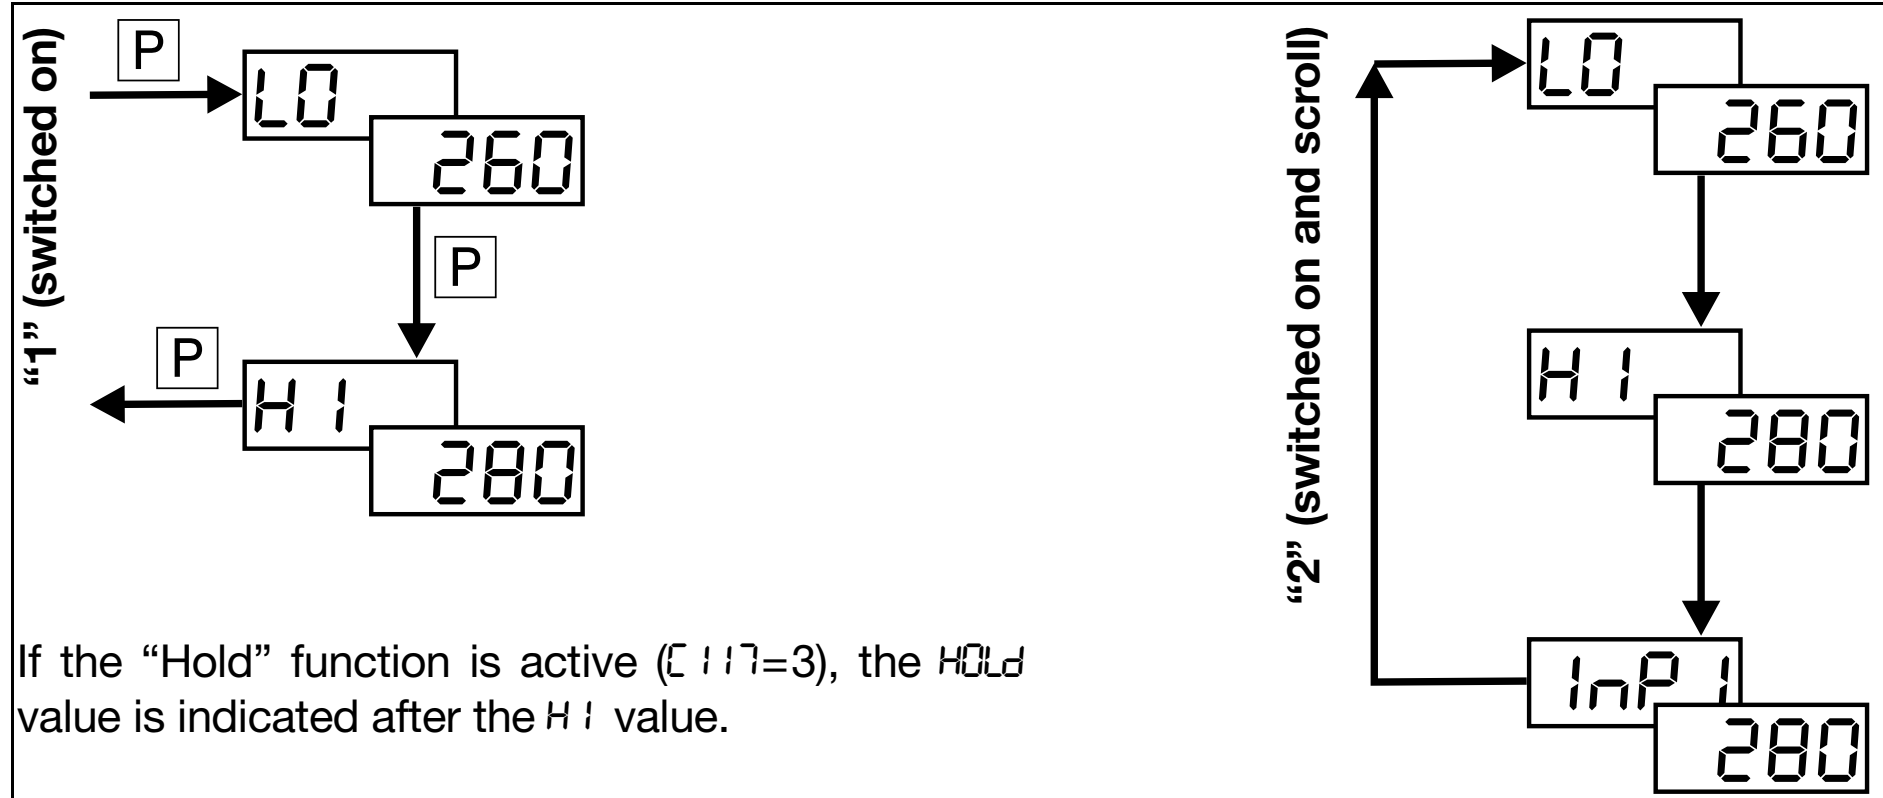 “1” (switched on)
P
LO
260
P
P
HI
280
If the “Hold” function is active (C117=3), the HOLd
value is indicated after the HI value.
“2” (switched on and scroll)
LO
260
HI
280
InP1
280